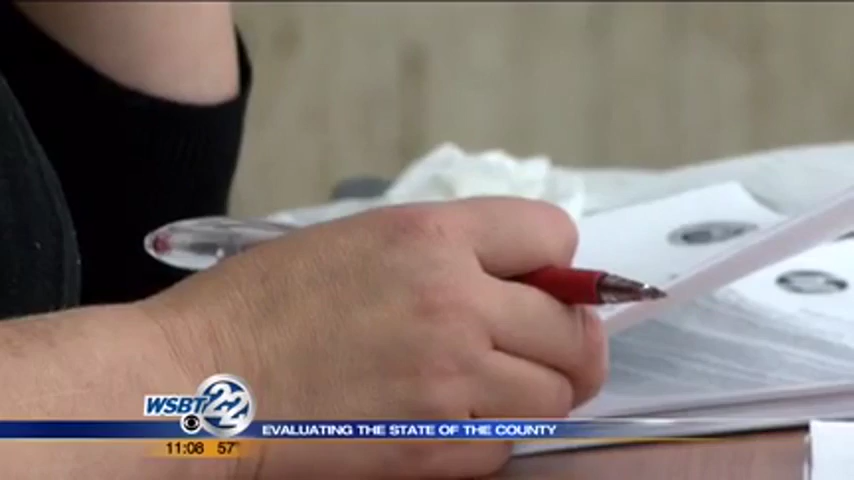 WSBT 22
11:08 57°
EVALUATING THE STATE OF THE COUNTY